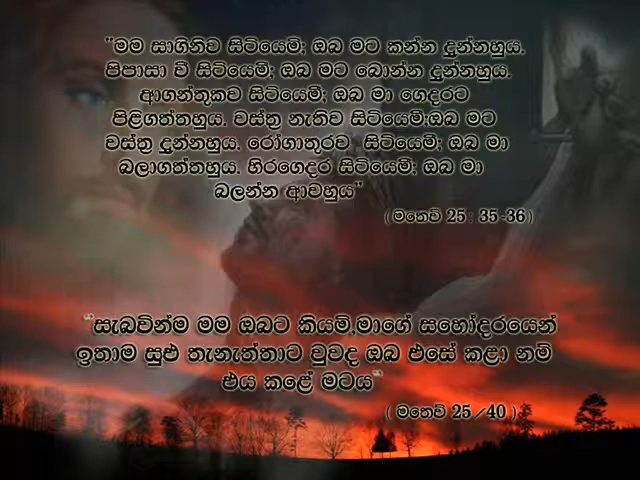 "මම සාගිනිව සිටියෙමි; ඔබ මට කන්න දුන්නහුය.
පිපාසා වී සිටියෙමි; ඔබ මට බොන්න දුන්නහුය.
ආගන්තුකව සිටියෙමි; ඔබ මා ගෙදරට
පිළිගත්තහුය. වස්ත්‍ර නැතිව සිටියෙමි;ඔබ මට
වස්ත්‍ර දුන්නහුය. රෝගාතුරව සිටියෙමි; ඔබ මා
බලාගත්තහුය. හිරගෙදර සිටියෙමි; ඔබ මා
බලන්න ආවහුය"
(මතෙව් 25 : 35-36)
"සැබවින්ම මම ඔබට කියමි,මාගේ සහෝදරයෙන්
ඉතාම සුළු තැනැත්තාට වුවද ඔබ එසේ කළා නම්
එය කළේ මටය"
( මතෙව් 25/40 )